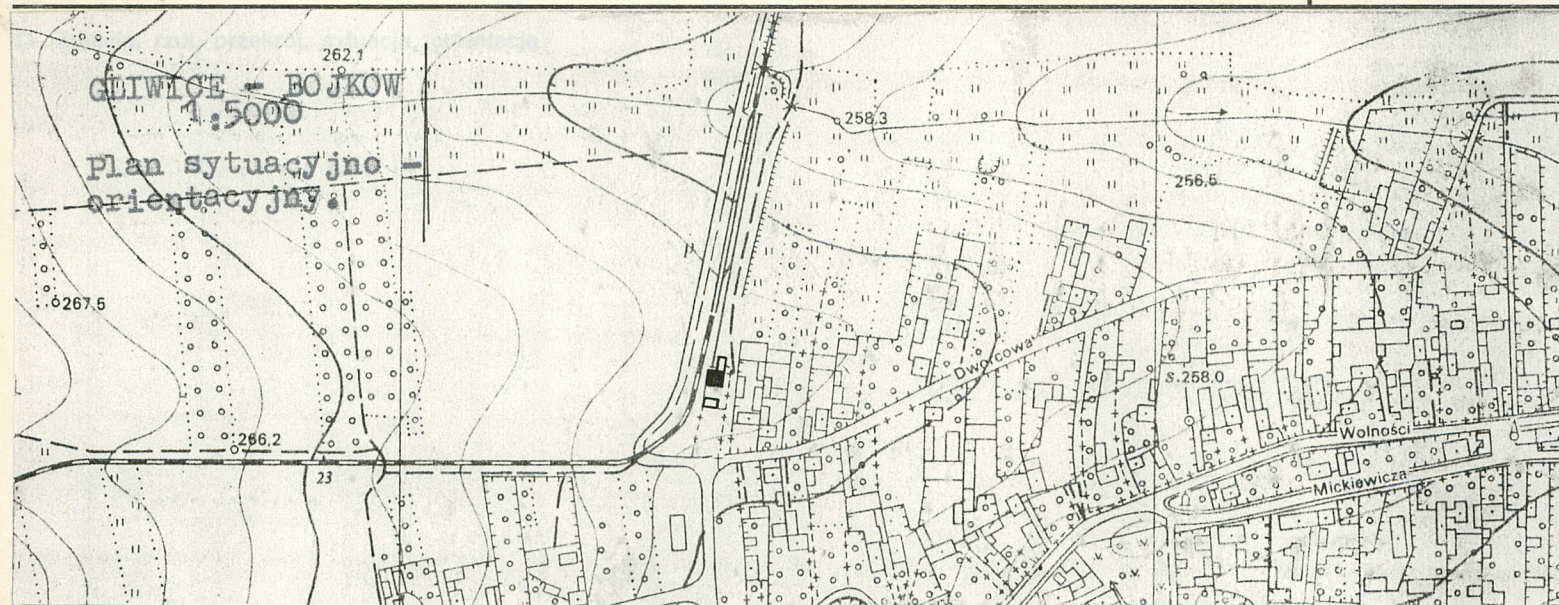 262,1
GLIWICE - BOJKÓW
1:5000
Plan sytuacyjno -
orientacyjny.
258,3
256,5
267,5
Dworcowa
s.258.0
266,2
23
Wolności
Mickiewicza